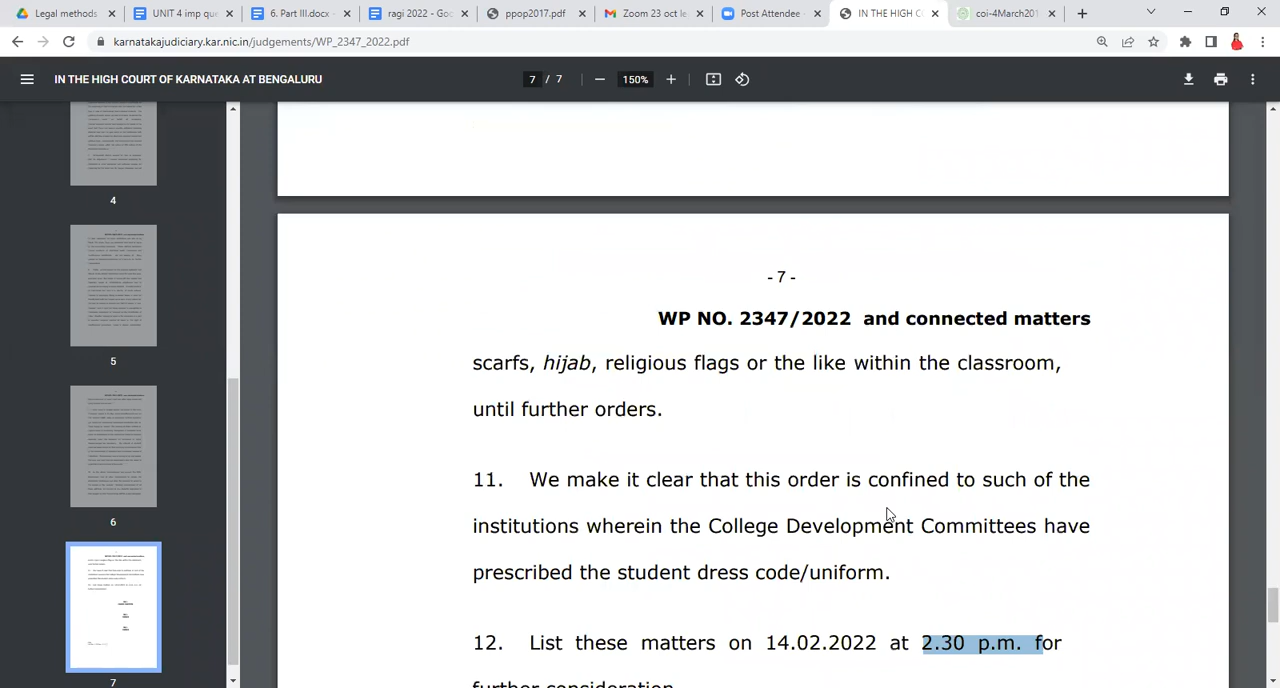 Legal methods
UNIT 4 imp que
6. Part III.docx -
ragi 2022 - Goo
ppop2017.pdf
Zoom 23 oct le
Post Attendee -
IN THE HIGH C
coi-4March201
karnatakajudiciary.kar.nic.in/judgements/WP_2347_2022.pdf
IN THE HIGH COURT OF KARNATAKA AT BENGALURU
7 / 7
150%
4
5
6
7
- 7 -
WP NO. 2347/2022 and connected matters
scarfs, hijab, religious flags or the like within the classroom,
until further orders.
11. We make it clear that this order is confined to such of the
institutions wherein the College Development Committees have
prescribed the student dress code/uniform.
12. List these matters on 14.02.2022 at 2.30 p.m. for
further consideration.